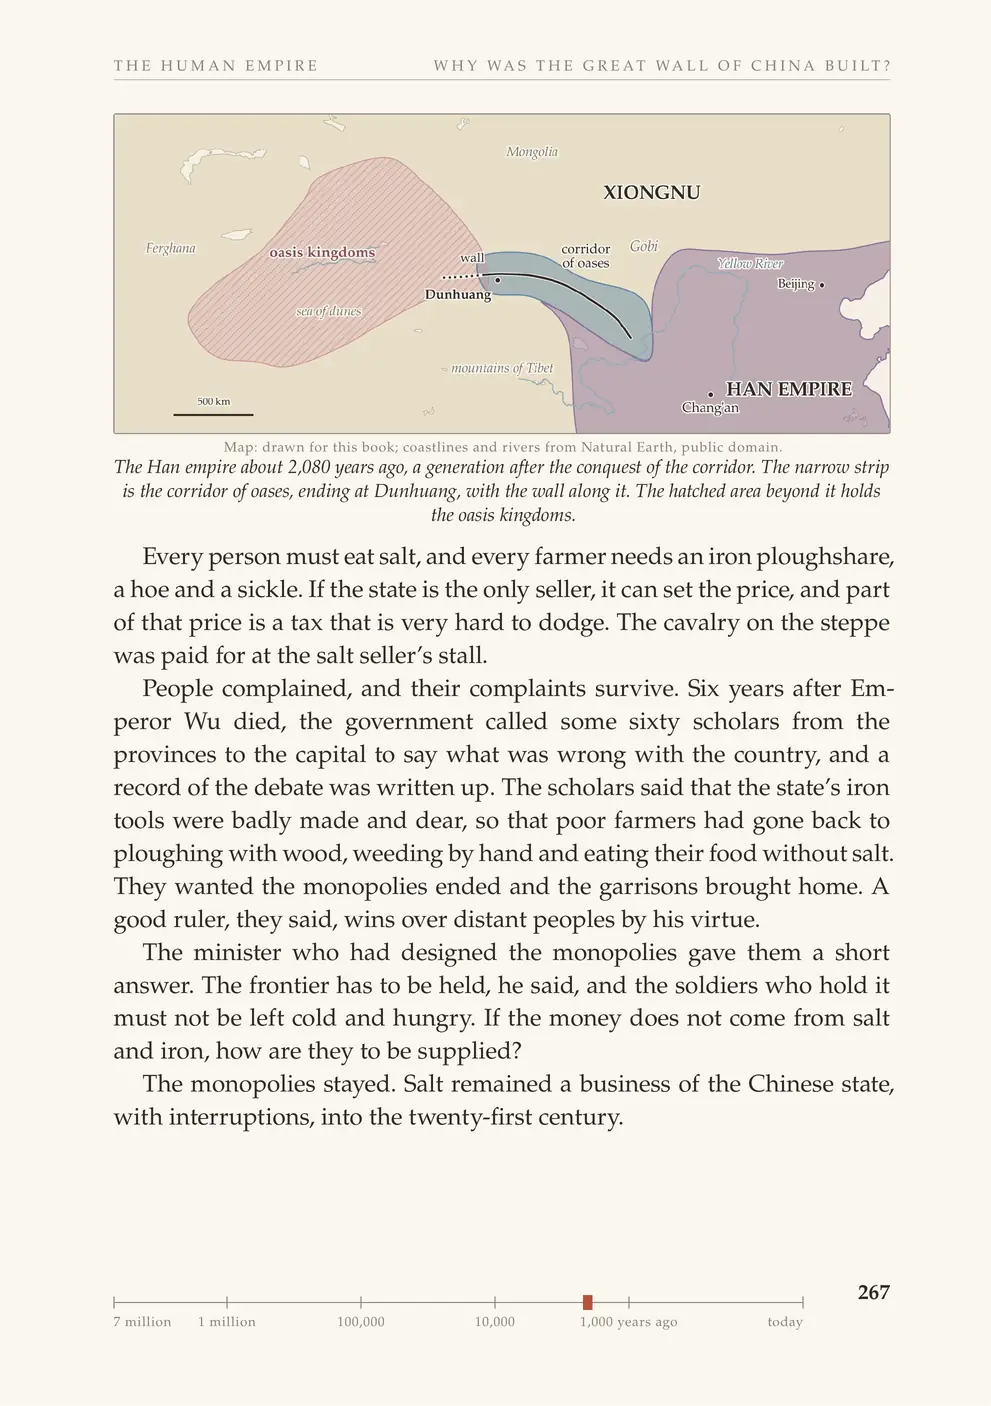 THE HUMAN EMPIRE
WHY WAS THE GREAT WALL OF CHINA BUILT?
Mongolia
XIONGNU
Ferghana
oasis kingdoms
wall
corridor
of oases
Gobi
Yellow River
Beijing
Dunhuang
sea of dunes
mountains of Tibet
HAN EMPIRE
Chang'an
500 km
Map: drawn for this book; coastlines and rivers from Natural Earth, public domain.
The Han empire about 2,080 years ago, a generation after the conquest of the corridor. The narrow strip
is the corridor of oases, ending at Dunhuang, with the wall along it. The hatched area beyond it holds
the oasis kingdoms.
Every person must eat salt, and every farmer needs an iron ploughshare,
a hoe and a sickle. If the state is the only seller, it can set the price, and part
of that price is a tax that is very hard to dodge. The cavalry on the steppe
was paid for at the salt seller’s stall.
People complained, and their complaints survive. Six years after Em-
peror Wu died, the government called some sixty scholars from the
provinces to the capital to say what was wrong with the country, and a
record of the debate was written up. The scholars said that the state’s iron
tools were badly made and dear, so that poor farmers had gone back to
ploughing with wood, weeding by hand and eating their food without salt.
They wanted the monopolies ended and the garrisons brought home. A
good ruler, they said, wins over distant peoples by his virtue.
The minister who had designed the monopolies gave them a short
answer. The frontier has to be held, he said, and the soldiers who hold it
must not be left cold and hungry. If the money does not come from salt
and iron, how are they to be supplied?
The monopolies stayed. Salt remained a business of the Chinese state,
with interruptions, into the twenty-first century.
267
7 million
1 million
100,000
10,000
1,000 years ago
today